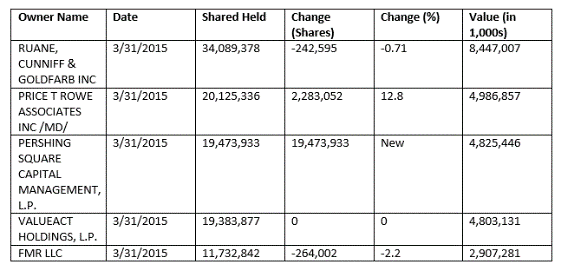 Owner Name Date Shared Held Change Change (%) Value (in
(Shares) 1,000s)
RUANE, 3/31/2015 34,089,378 -242,595 -0.71 8,447,007
CUNNIFF &
GOLDFARB INC
PRICE T ROWE 3/31/2015 20,125,336 2,283,052 12.8 4,986,857
ASSOCIATES
INC /MD/
PERSHING 3/31/2015 19,473,933 19,473,933 New 4,825,446
SQUARE
CAPITAL
MANAGEMENT,
L.P.
VALUEACT 3/31/2015 19,383,877 0 0 4,803,131
HOLDINGS, L.P.
FMR LLC 3/31/2015 11,732,842 -264,002 -2.2 2,907,281